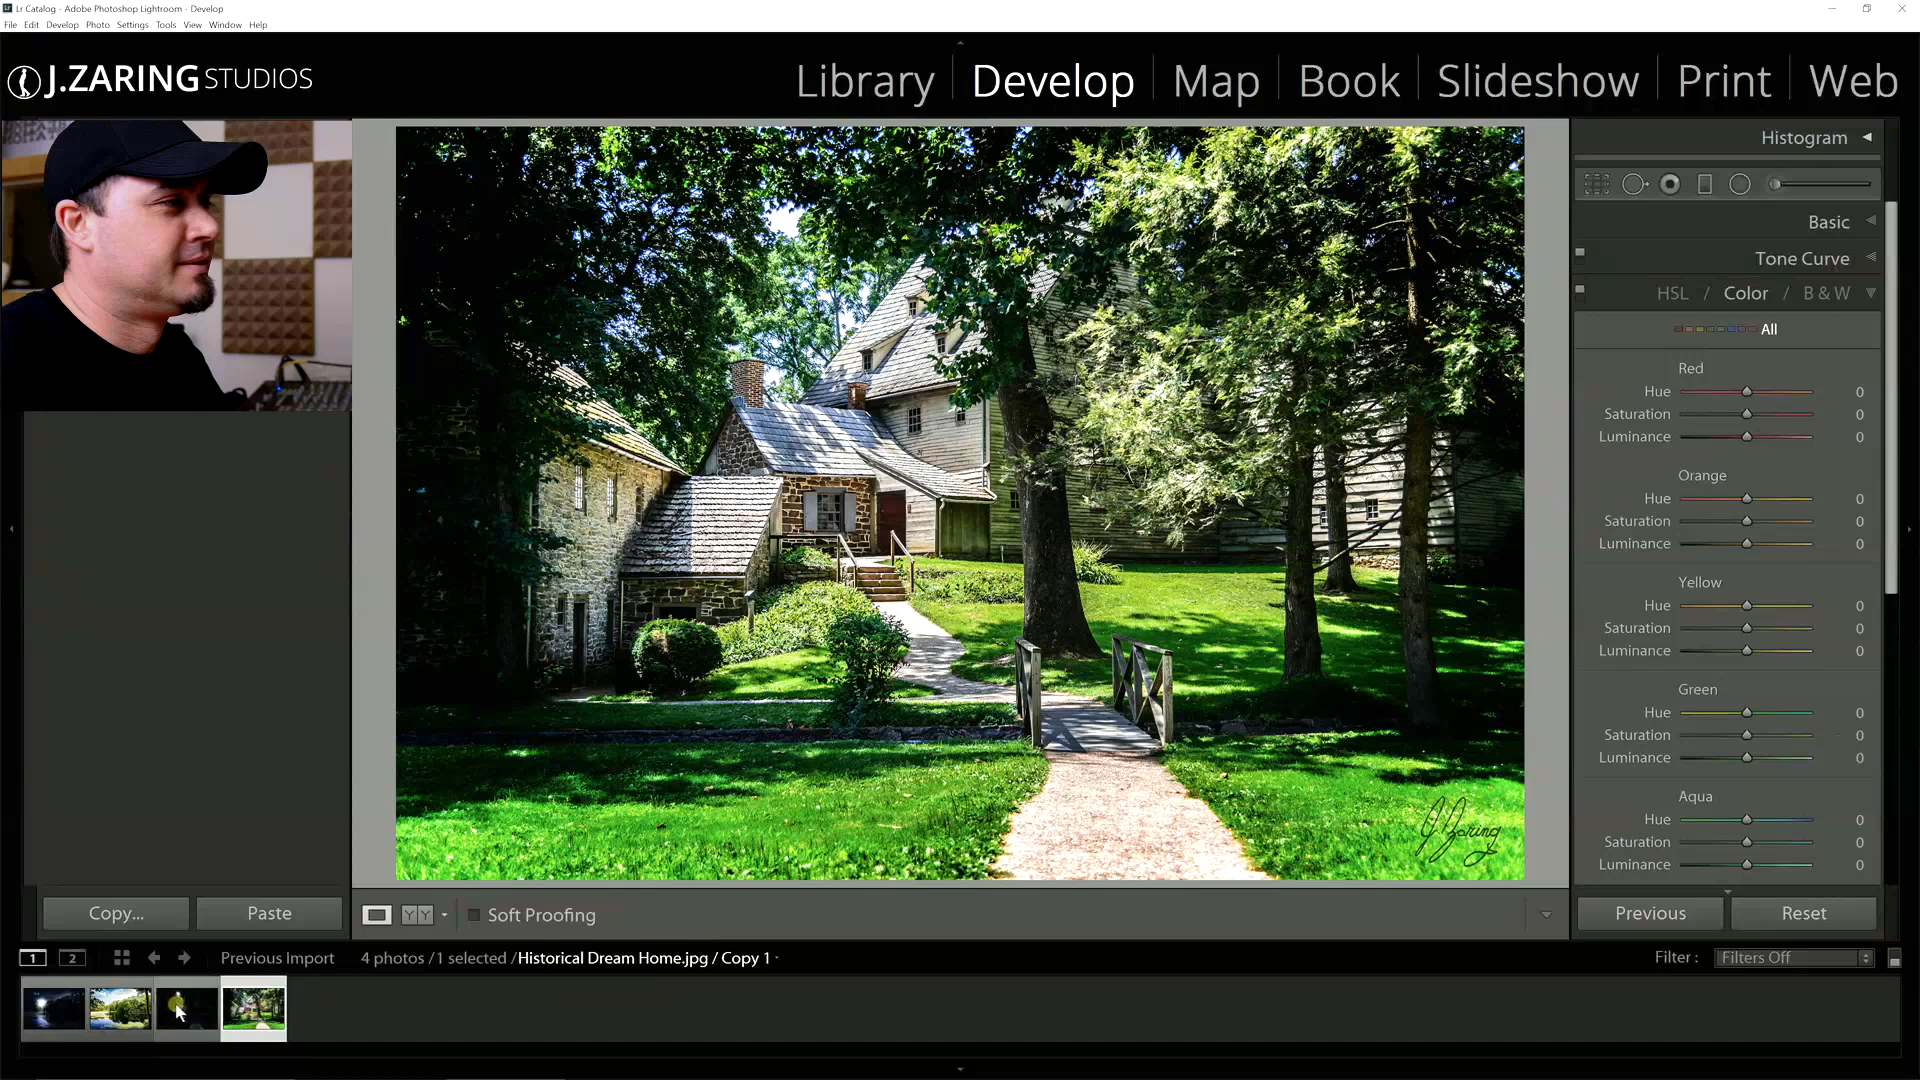 Lr Catalog - Adobe Photoshop Lightroom - Develop
File Edit Develop Photo Settings Tools View Window Help
J.ZARING STUDIOS
Library Develop Map Book Slideshow Print Web
Histogram
Basic
Tone Curve
HSL / Color / B & W
All
Red
Hue 0
Saturation 0
Luminance 0
Orange
Hue 0
Saturation 0
Luminance 0
Yellow
Hue 0
Saturation 0
Luminance 0
Green
Hue 0
Saturation 0
Luminance 0
Aqua
Hue 0
Saturation 0
Luminance 0
J Zaring
Copy... Paste
YY Soft Proofing
Previous Reset
1 2 Previous Import 4 photos / 1 selected / Historical Dream Home.jpg / Copy 1
Filter : Filters Off